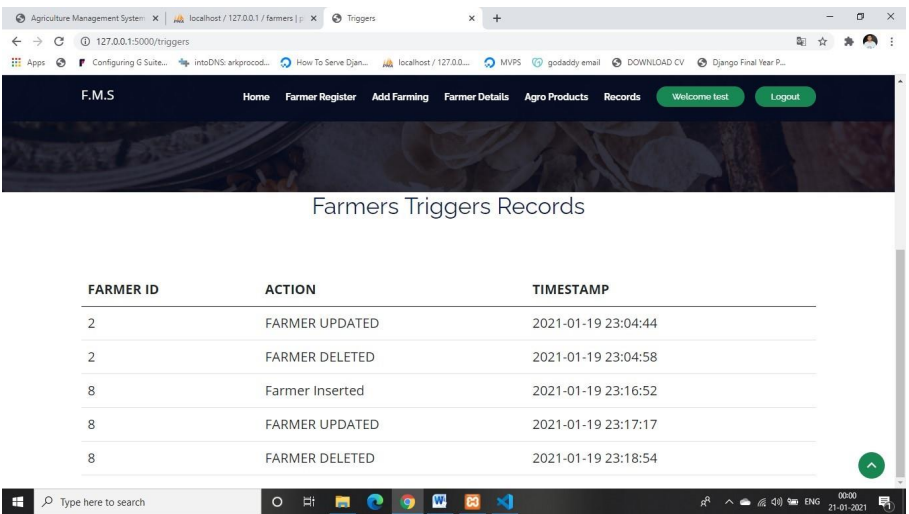 Agriculture Management System
localhost / 127.0.0.1 / farmers | p
Triggers
127.0.0.1:5000/triggers
Apps
Configuring G Suite...
intoDNS: arkprocod...
How To Serve Djan...
localhost / 127.0.0....
MVPS
godaddy email
DOWNLOAD CV
Django Final Year P...
F.M.S Home Farmer Register Add Farming Farmer Details Agro Products Records Welcome test Logout
Farmers Triggers Records
FARMER ID ACTION TIMESTAMP
2 FARMER UPDATED 2021-01-19 23:04:44
2 FARMER DELETED 2021-01-19 23:04:58
8 Farmer Inserted 2021-01-19 23:16:52
8 FARMER UPDATED 2021-01-19 23:17:17
8 FARMER DELETED 2021-01-19 23:18:54
Type here to search
ENG
00:00
21-01-2021